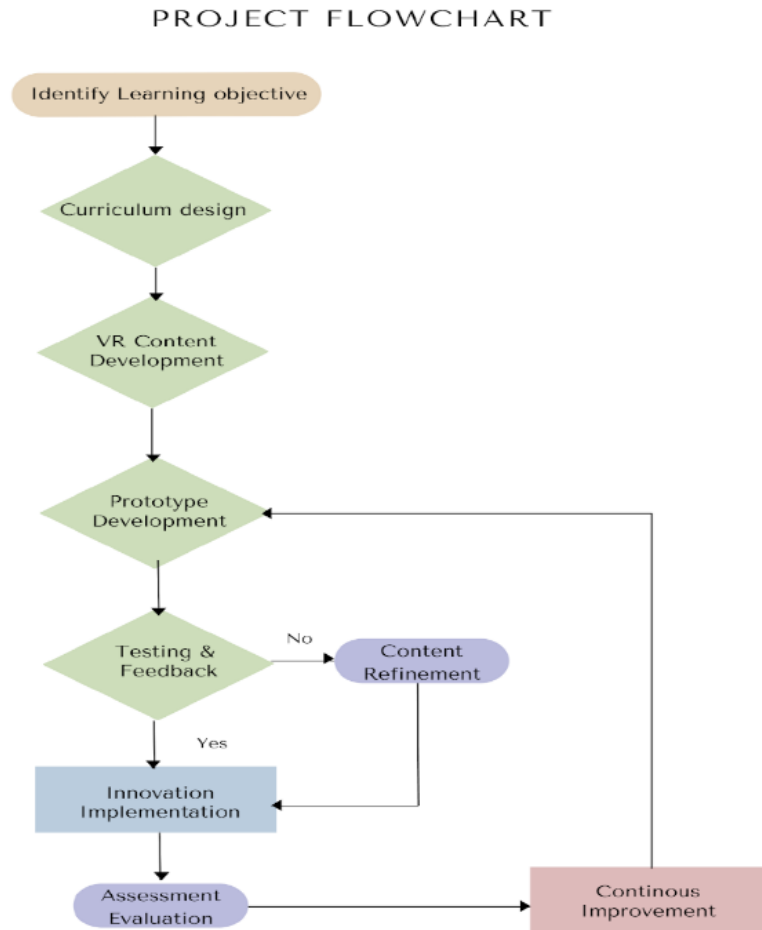 PROJECT FLOWCHART
Identify Learning objective
Curriculum design
VR Content
Development
Prototype
Development
Testing &
Feedback
No
Content
Refinement
Yes
Innovation
Implementation
Assessment
Evaluation
Continous
Improvement